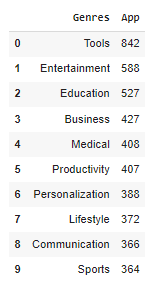 Genres App
0 Tools 842
1 Entertainment 588
2 Education 527
3 Business 427
4 Medical 408
5 Productivity 407
6 Personalization 388
7 Lifestyle 372
8 Communication 366
9 Sports 364